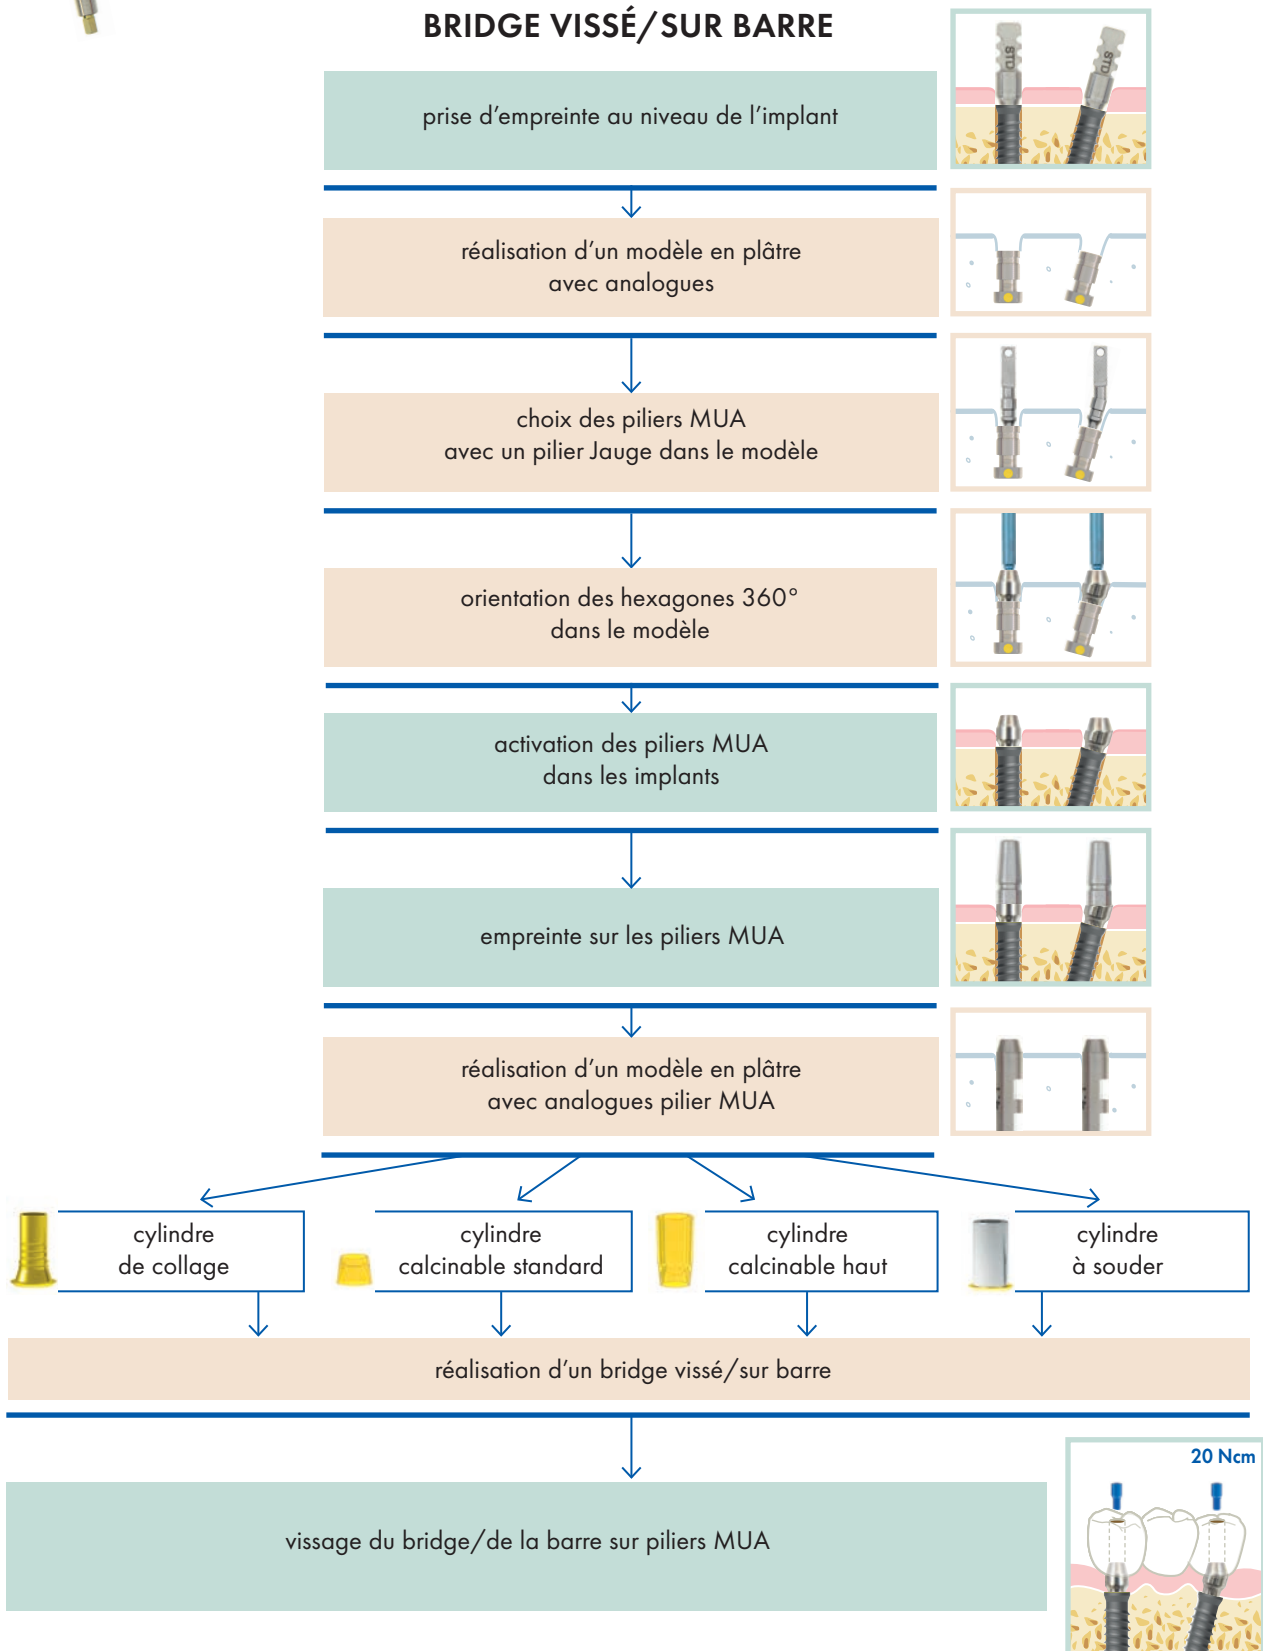 BRIDGE VISSÉ/SUR BARRE
prise d'empreinte au niveau de l'implant
STD
STD
réalisation d'un modèle en plâtre
avec analogues
choix des piliers MUA
avec un pilier Jauge dans le modèle
orientation des hexagones 360°
dans le modèle
activation des piliers MUA
dans les implants
empreinte sur les piliers MUA
réalisation d'un modèle en plâtre
avec analogues pilier MUA
cylindre
de collage
cylindre
calcinable standard
cylindre
calcinable haut
cylindre
à souder
réalisation d'un bridge vissé/sur barre
20 Ncm
vissage du bridge/de la barre sur piliers MUA